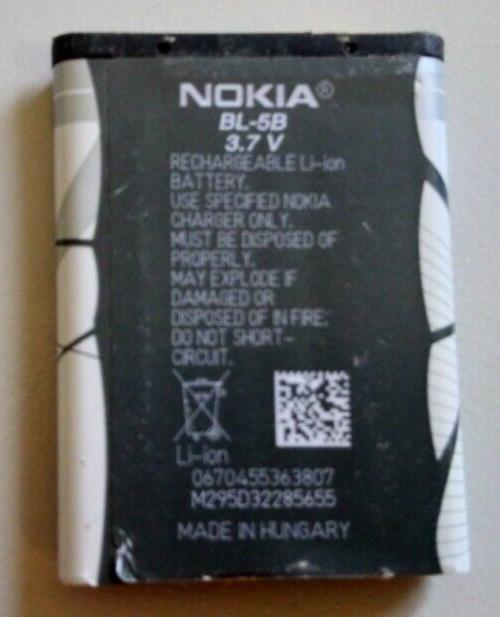 NOKIA®
BL-5B
3.7 V
RECHARGEABLE Li-ion
BATTERY.
USE SPECIFIED NOKIA
CHARGER ONLY.
MUST BE DISPOSED OF
PROPERLY.
MAY EXPLODE IF
DAMAGED OR
DISPOSED OF IN FIRE.
DO NOT SHORT-
CIRCUIT.
Li-ion
0670455363807
M295D32285655
MADE IN HUNGARY